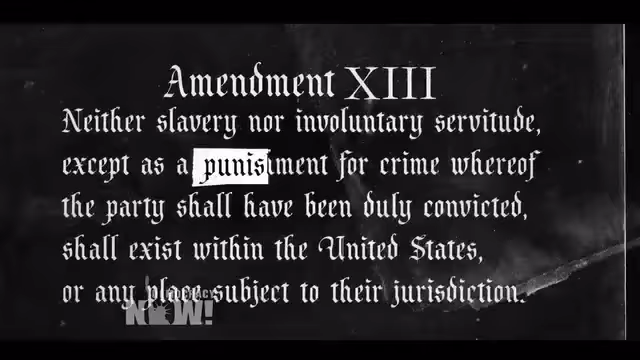 Amendment XIII
Neither slavery nor involuntary servitude,
except as a punishment for crime whereof
the party shall have been duly convicted,
shall exist within the United States,
or any place subject to their jurisdiction.
DEMOCRACY
NOW!